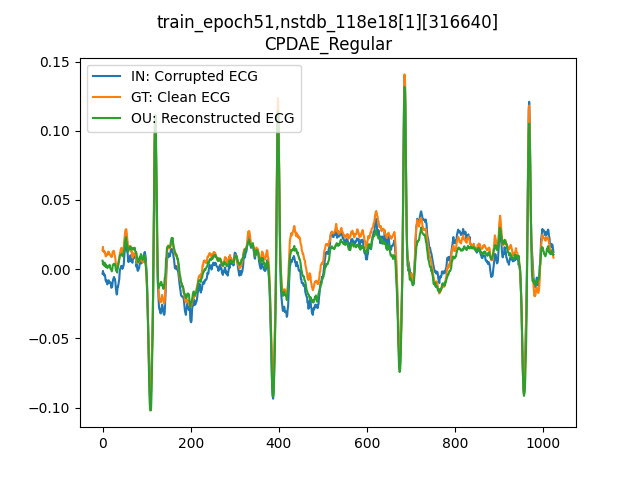 train_epoch51,nstdb_118e18[1][316640]
CPDAE_Regular
IN: Corrupted ECG
GT: Clean ECG
OU: Reconstructed ECG
0.15
0.10
0.05
0.00
−0.05
−0.10
0 200 400 600 800 1000